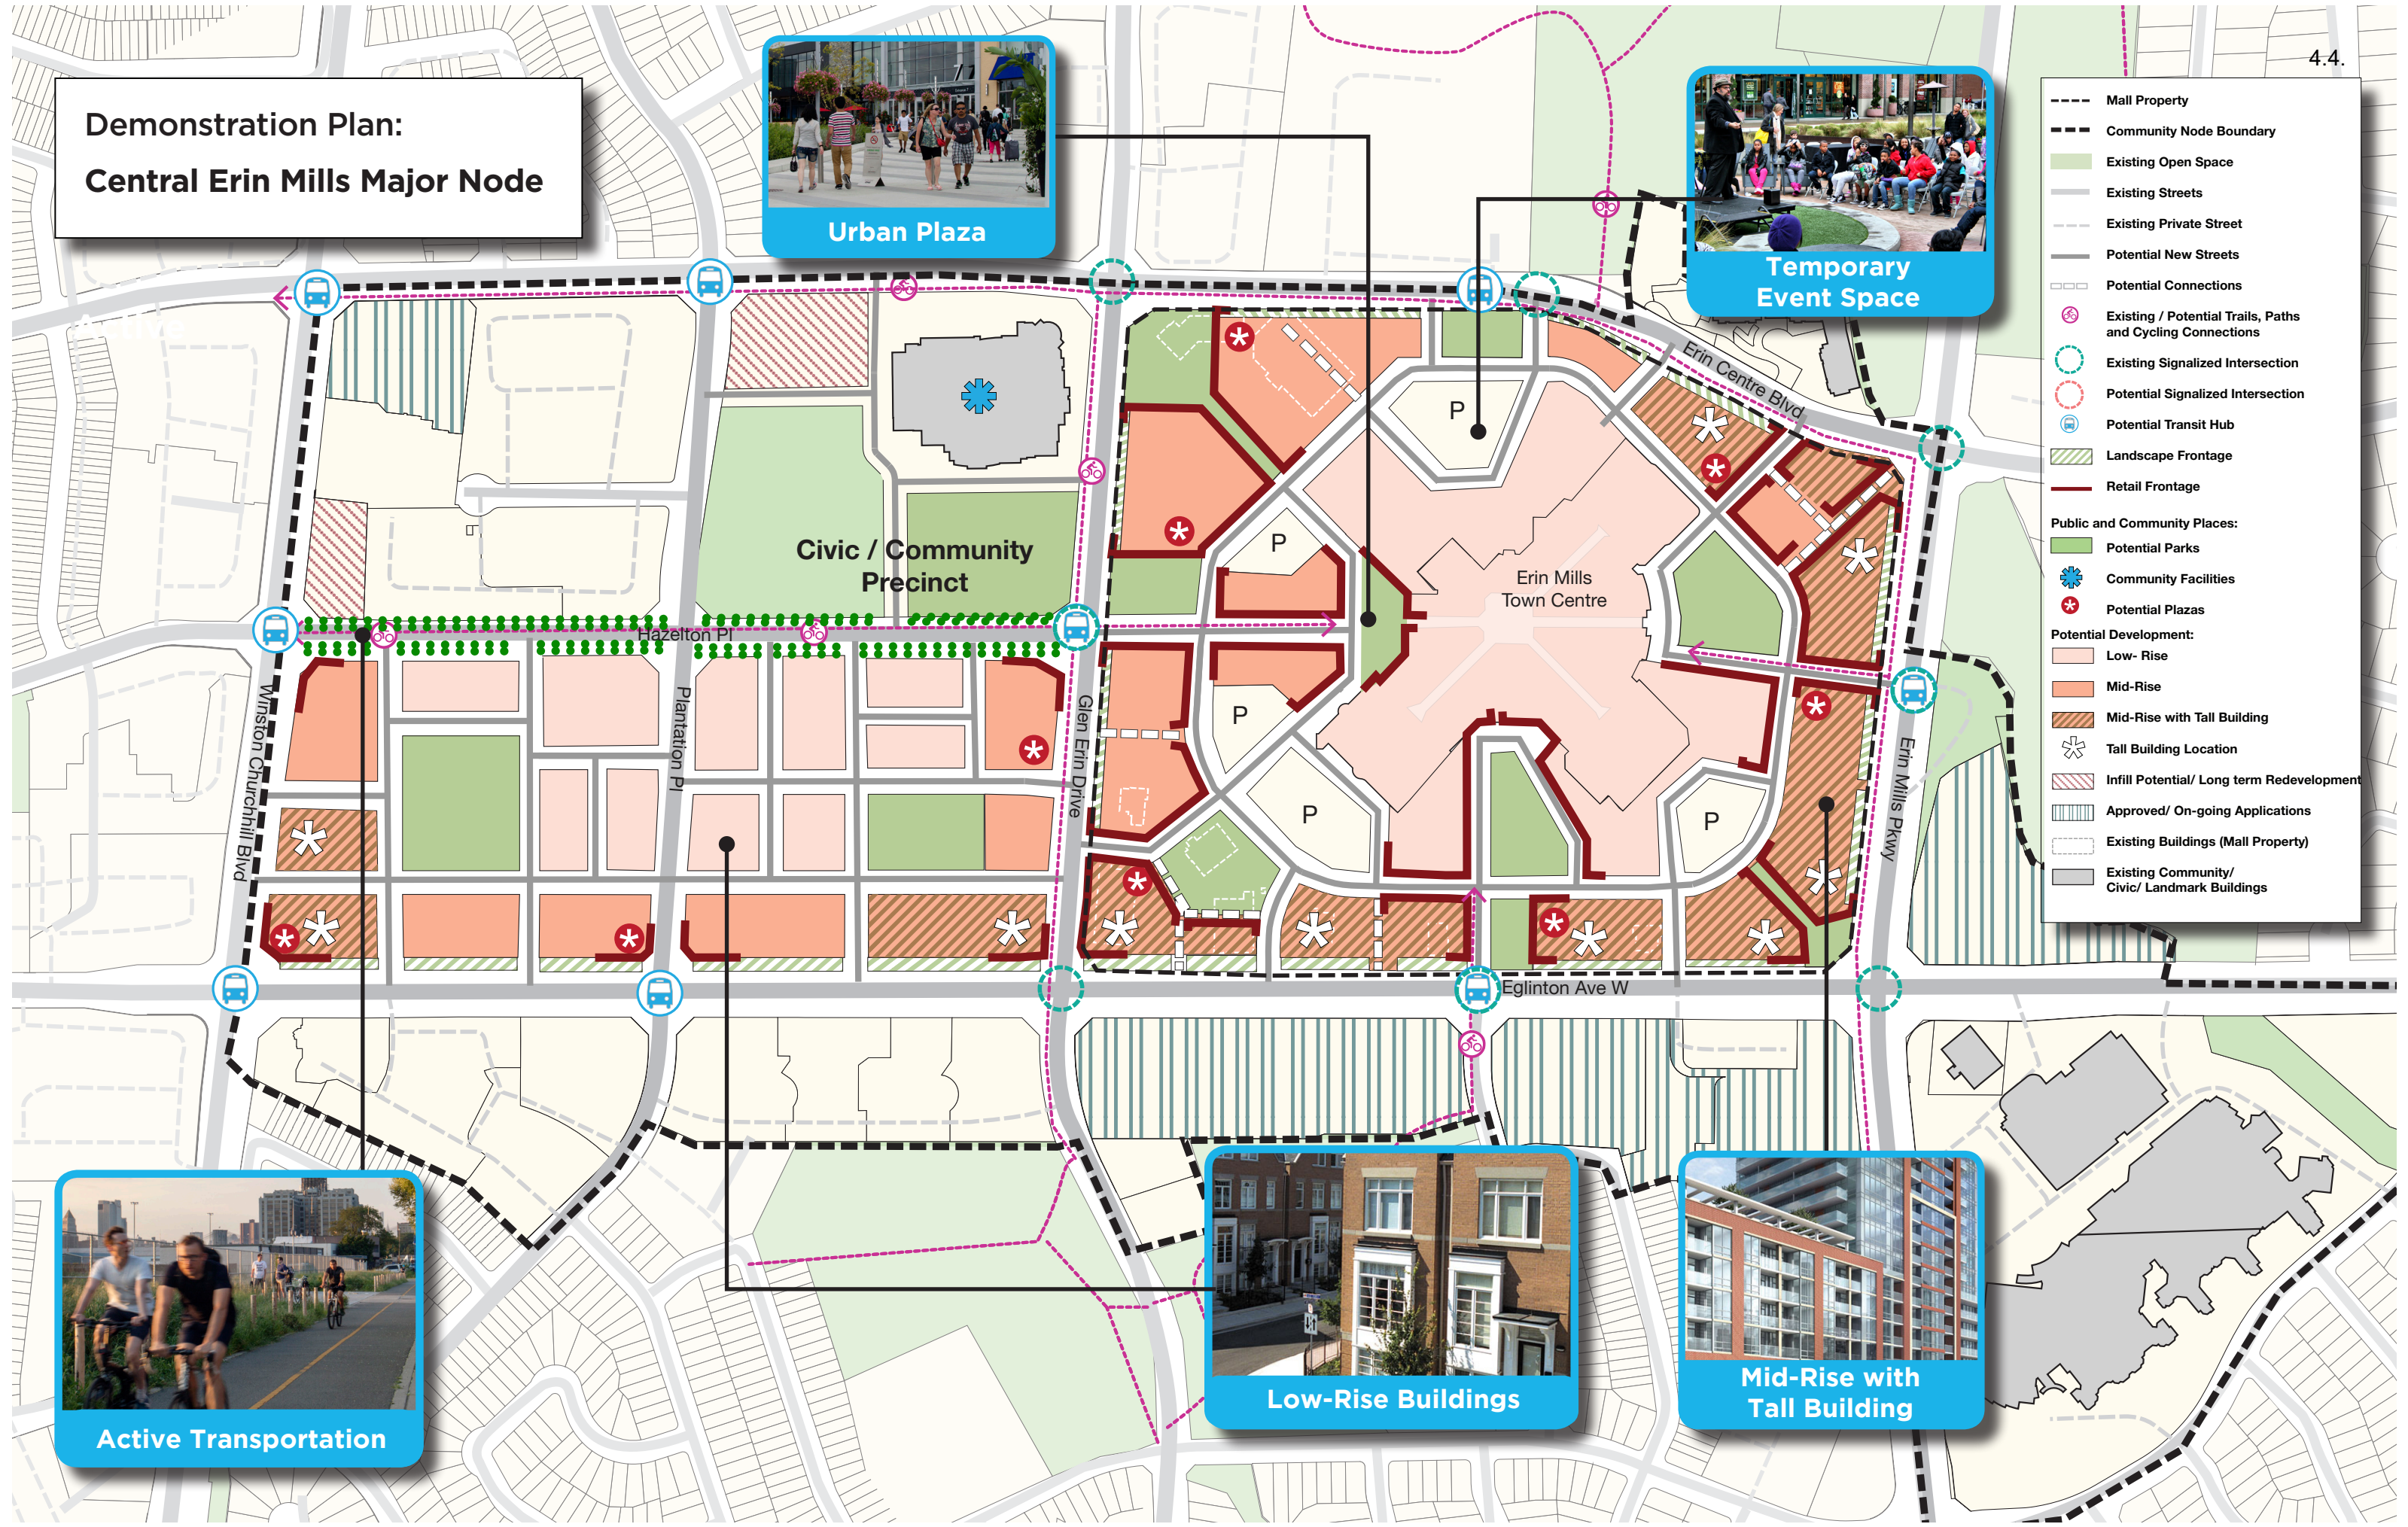 4.4.
Demonstration Plan:
Central Erin Mills Major Node
Urban Plaza
Temporary
Event Space
Active
Mall Property
Community Node Boundary
Existing Open Space
Existing Streets
Existing Private Street
Potential New Streets
Potential Connections
Existing / Potential Trails, Paths
and Cycling Connections
Existing Signalized Intersection
Potential Signalized Intersection
Potential Transit Hub
Landscape Frontage
Retail Frontage
Public and Community Places:
Potential Parks
Community Facilities
Potential Plazas
Potential Development:
Low- Rise
Mid-Rise
Mid-Rise with Tall Building
Tall Building Location
Infill Potential/ Long term Redevelopment
Approved/ On-going Applications
Existing Buildings (Mall Property)
Existing Community/
Civic/ Landmark Buildings
Erin Centre Blvd
P
P
Civic / Community
Precinct
Erin Mills
Town Centre
Hazelton Pl
Winston Churchhill Blvd
Plantation Pl
Glen Erin Drive
P
P
P
Erin Mills Pkwy
Eglinton Ave W
Active Transportation
Low-Rise Buildings
Mid-Rise with
Tall Building